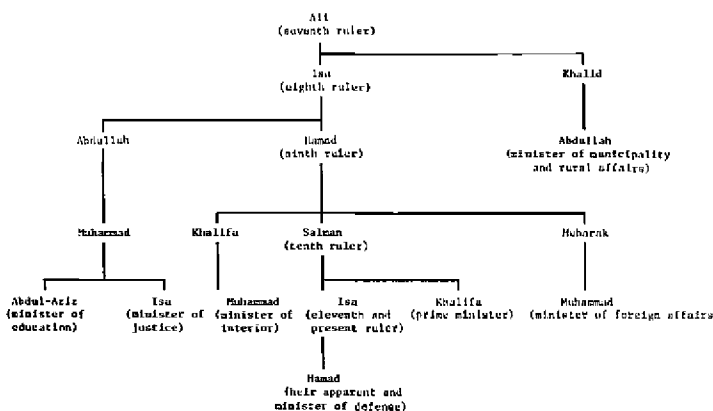 Ali
(seventh ruler)
Isa
(eighth ruler)
Khalid
Abdullah
Hamad
(ninth ruler)
Abdullah
(minister of municipality
and rural affairs)
Muhammad
Khalifa
Salman
(tenth ruler)
Mubarak
Abdul-Aziz
(minister of
education)
Isa
(minister of
justice)
Muhammad
(minister of
interior)
Isa
(eleventh and
present ruler)
Khalifa
(prime minister)
Muhammad
(minister of foreign affairs
Hamad
(heir apparent and
minister of defense)